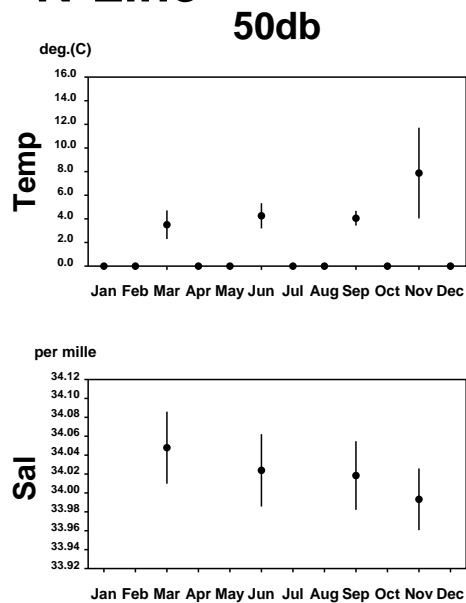 50db
deg.(C)
16.0
14.0
12.0
10.0
8.0
6.0
4.0
2.0
0.0
Temp
Jan Feb Mar Apr May Jun Jul Aug Sep Oct Nov Dec
per mille
34.12
34.10
34.08
34.06
34.04
34.02
34.00
33.98
33.96
33.94
33.92
Sal
Jan Feb Mar Apr May Jun Jul Aug Sep Oct Nov Dec